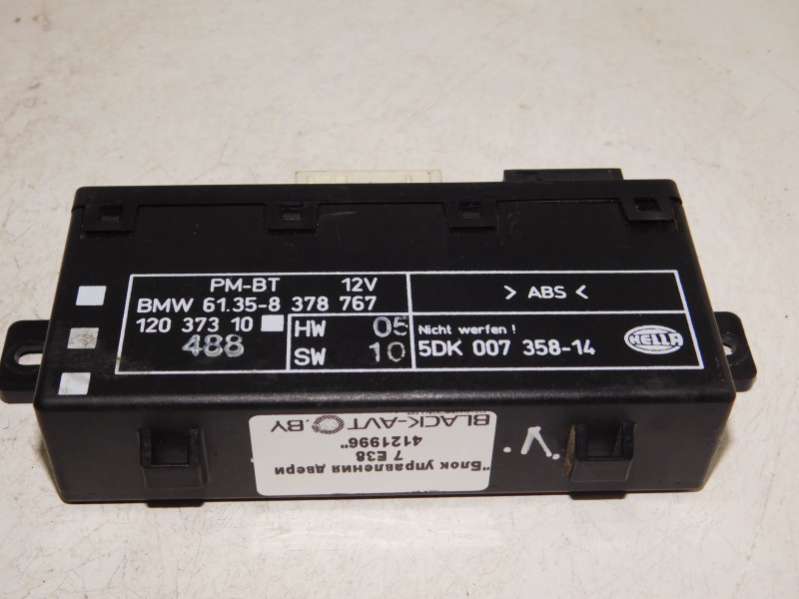 PM-BT 12V
BMW 61.35-8 378 767
120 373 10
488
HW 05
SW 10
> ABS <
Nicht werfen !
5DK 007 358-14
HELLA
"Блок управления двери
7 E38
4121996"
BLACK-AVTO.BY